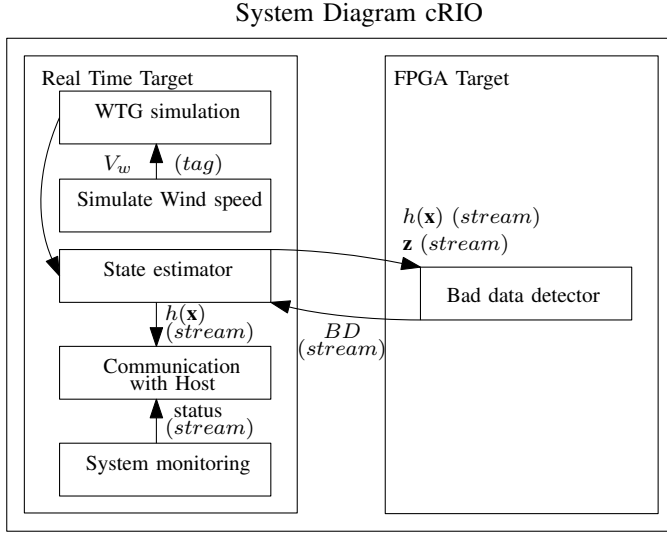 System Diagram cRIO
Real Time Target
WTG simulation
V_w (tag)
Simulate Wind speed
State estimator
h(x)
(stream)
Communication
with Host
status
(stream)
System monitoring
FPGA Target
h(x) (stream)
z (stream)
Bad data detector
BD
(stream)